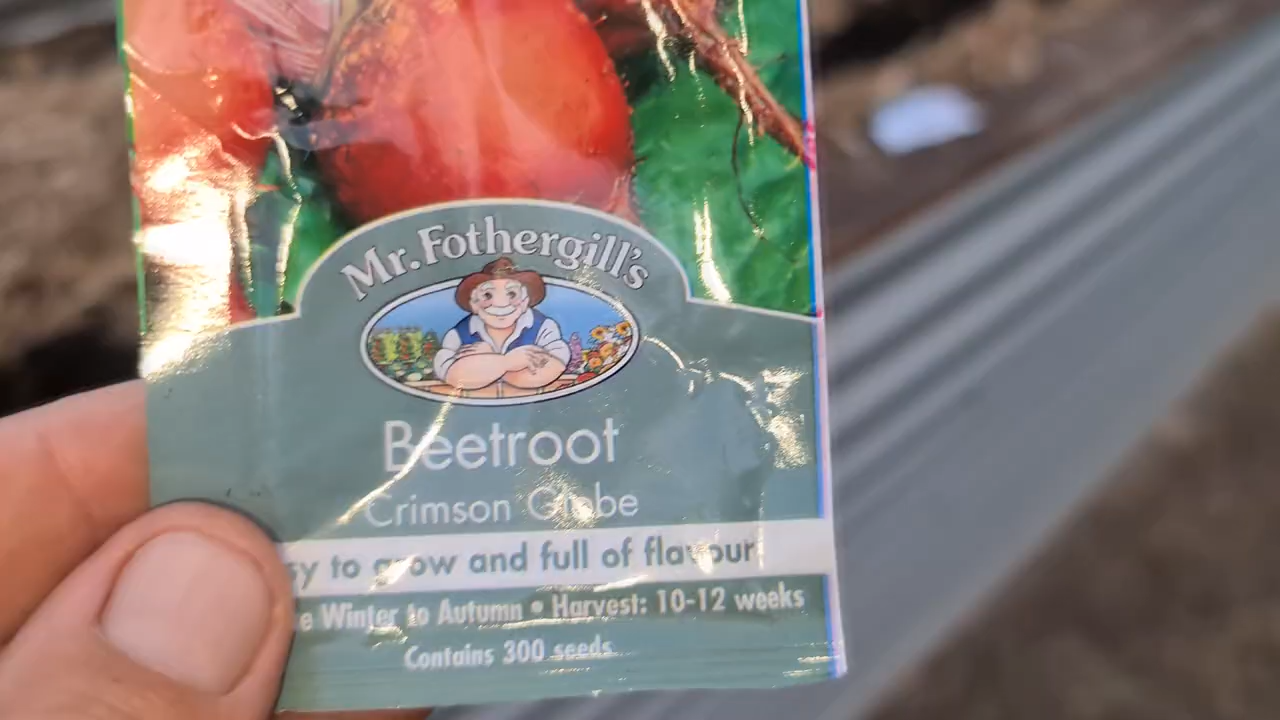 Mr. Fothergill's
Beetroot
Crimson Globe
sy to grow and full of flavour
e Winter to Autumn • Harvest: 10-12 weeks
Contains 300 seeds